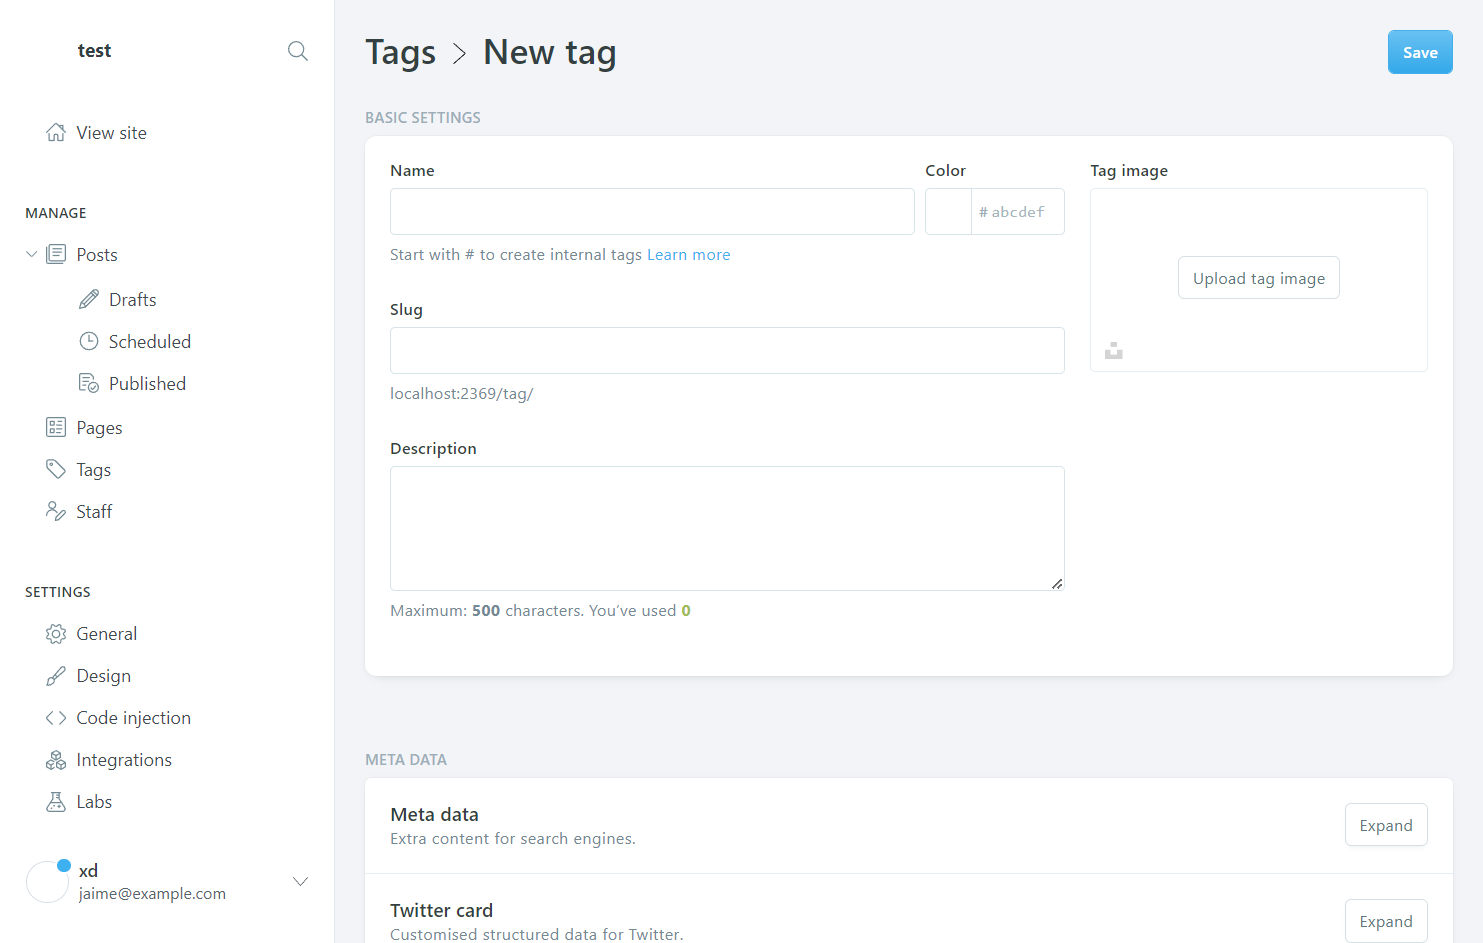 test
View site
MANAGE
Posts
Drafts
Scheduled
Published
Pages
Tags
Staff
SETTINGS
General
Design
Code injection
Integrations
Labs
xd
jaime@example.com
Tags > New tag
Save
BASIC SETTINGS
Name
Start with # to create internal tags Learn more
Color
# abcdef
Slug
localhost:2369/tag/
Description
Maximum: 500 characters. You’ve used 0
Tag image
Upload tag image
META DATA
Meta data
Extra content for search engines.
Expand
Twitter card
Customised structured data for Twitter.
Expand